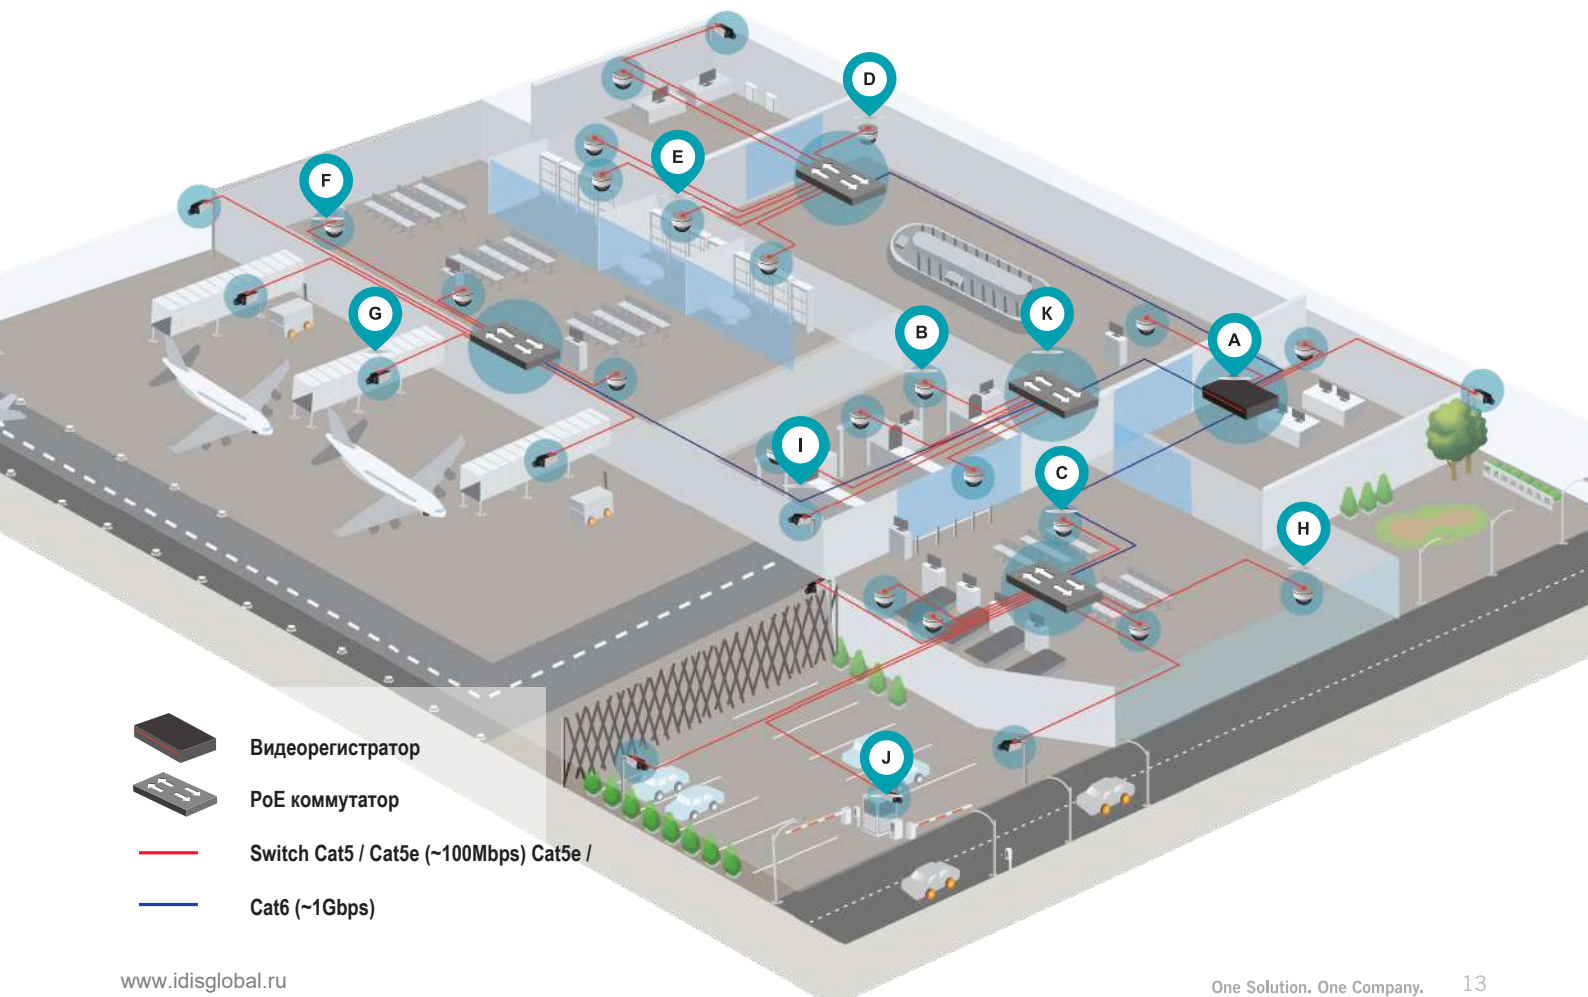 D
E
F
G
K
B
A
I
C
H
J
Видеорегистратор
PoE коммутатор
Switch Cat5 / Cat5e (~100Mbps) Cat5e /
Cat6 (~1Gbps)
www.idisglobal.ru
One Solution. One Company. 13